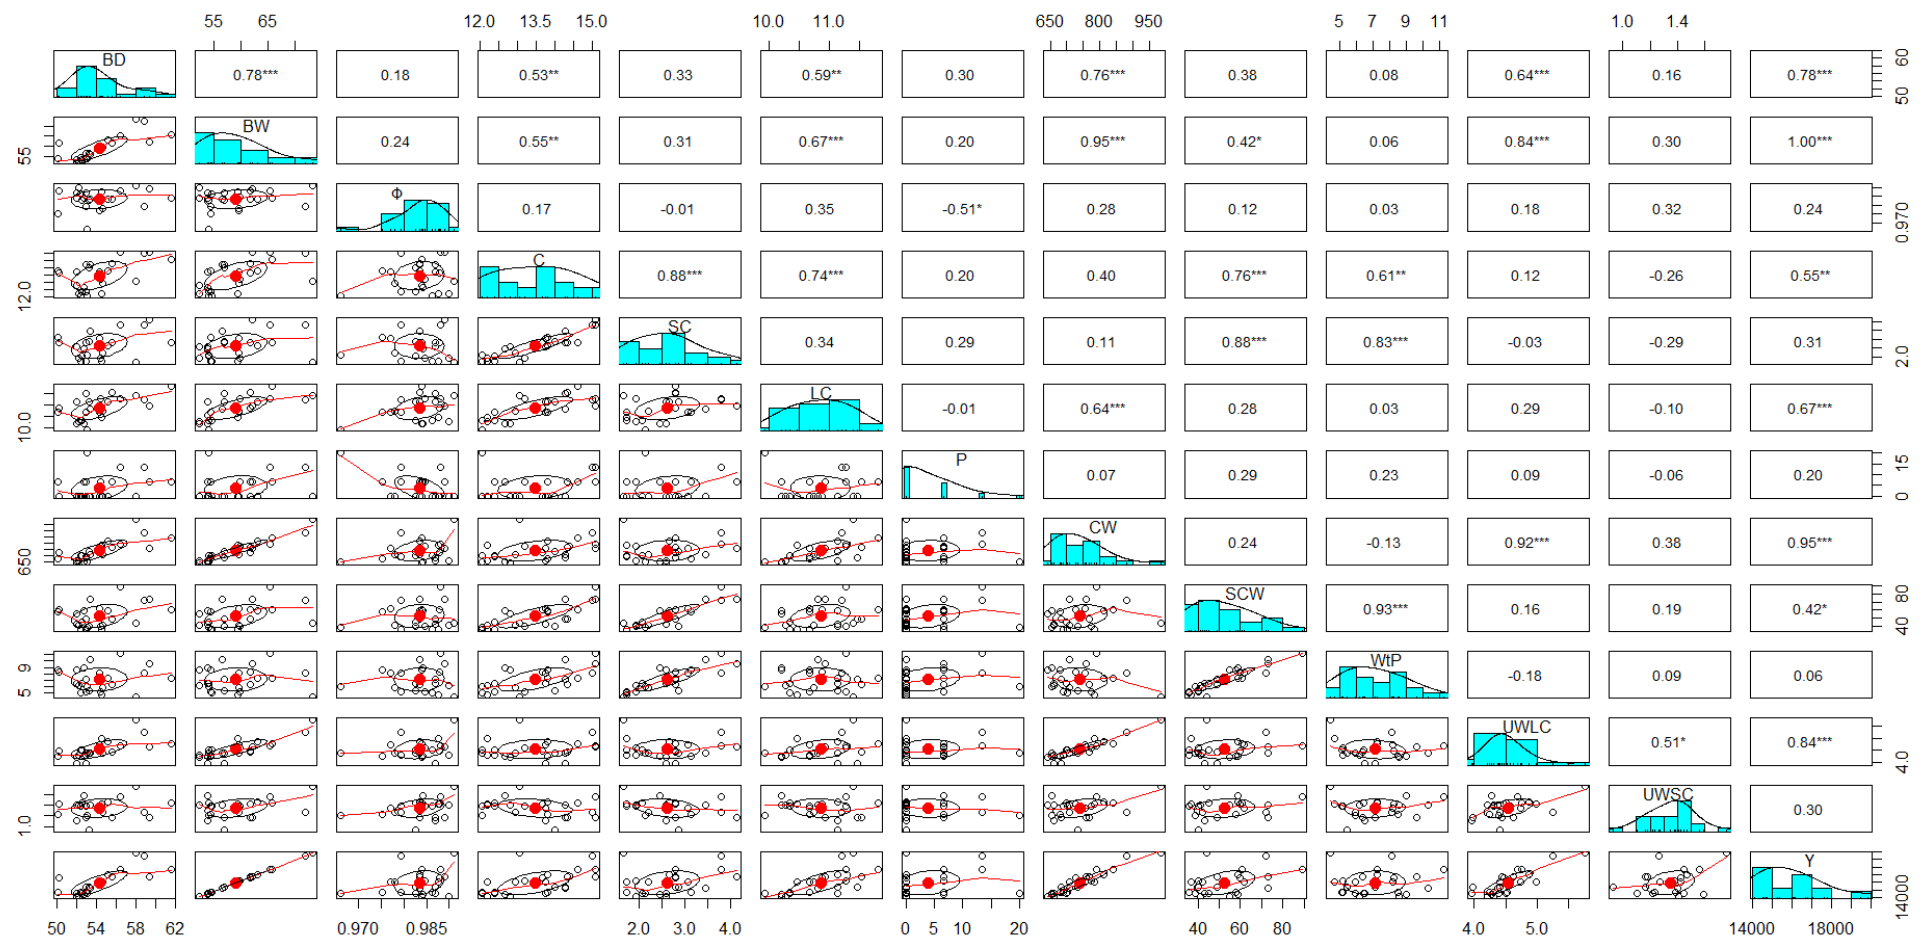 55 65 12.0 13.5 15.0 10.0 11.0 650 800 950 5 7 9 11 1.0 1.4
BD 0.78*** 0.18 0.53** 0.33 0.59** 0.30 0.76*** 0.38 0.08 0.64*** 0.16 0.78*** 50 60
55 BW 0.24 0.55** 0.31 0.67*** 0.20 0.95*** 0.42* 0.06 0.84*** 0.30 1.00***
Φ 0.17 -0.01 0.35 -0.51* 0.28 0.12 0.03 0.18 0.32 0.24 0.970
12.0 C 0.88*** 0.74*** 0.20 0.40 0.76*** 0.61** 0.12 -0.26 0.55**
SC 0.34 0.29 0.11 0.88*** 0.83*** -0.03 -0.29 0.31 2.0
10.0 LC -0.01 0.64*** 0.28 0.03 0.29 -0.10 0.67***
P 0.07 0.29 0.23 0.09 -0.06 0.20 0 15
650 CW 0.24 -0.13 0.92*** 0.38 0.95***
SCW 0.93*** 0.16 0.19 0.42* 40 80
5 9 WtP -0.18 0.09 0.06
UWLC 0.51* 0.84*** 4.0
1.0 UWSC 0.30
Y 14000
50 54 58 62 0.970 0.985 2.0 3.0 4.0 0 5 10 20 40 60 80 4.0 5.0 14000 18000